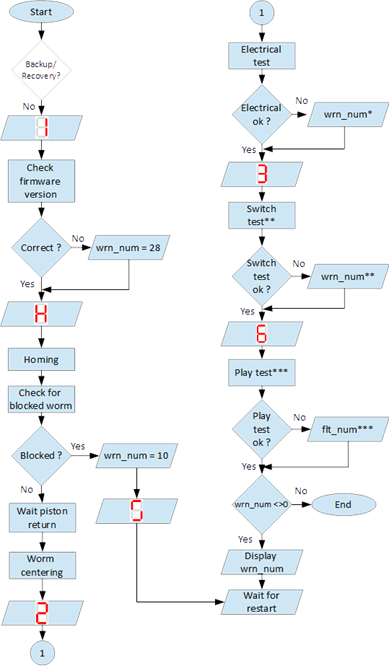 Start
Backup/
Recovery?
No
1
Check
firmware
version
Correct ?
No
wrn_num = 28
Yes
H
Homing
Check for
blocked worm
Blocked ?
Yes
wrn_num = 10
No
5
Wait piston
return
Worm
centering
2
1
1
Electrical
test
Electrical
ok ?
No
wrn_num*
Yes
3
Switch
test**
Switch
test
ok ?
No
wrn_num**
Yes
6
Play test***
Play
test
ok ?
No
flt_num***
Yes
wrn_num <>0
No
End
Yes
Display
wrn_num
Wait for
restart